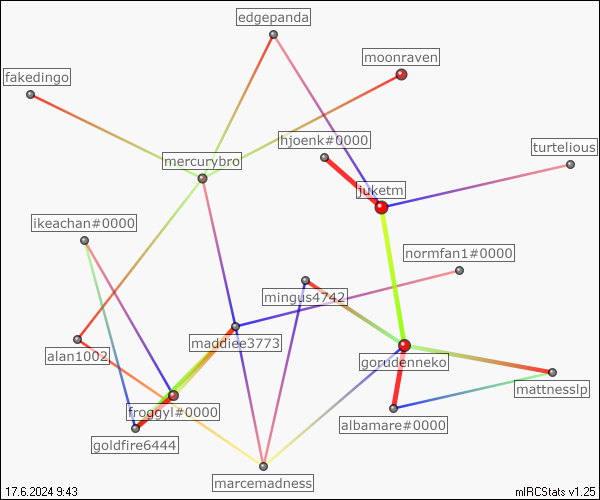 edgepanda
moonraven
fakedingo
hjoenk#0000
turtelious
mercurybro
juketm
ikeachan#0000
normfan1#0000
mingus4742
maddiee3773
alan1002
gorudenneko
mattnesslp
froggyl#0000
albamare#0000
goldfire6444
marcemadness
17.6.2024 9:43
mIRCStats v1.25